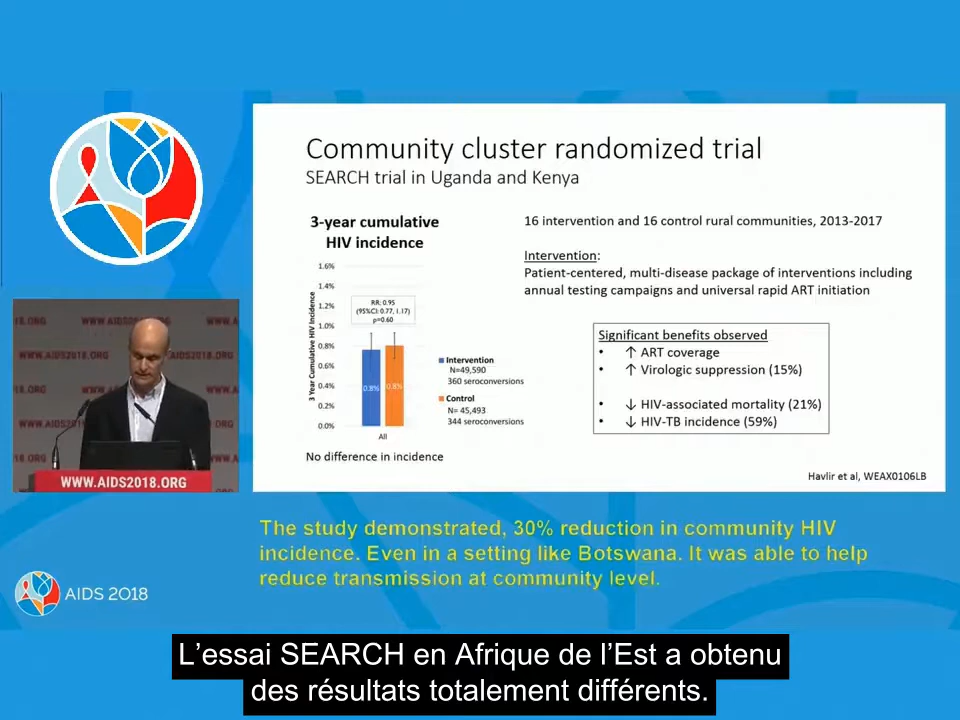 Community cluster randomized trial
SEARCH trial in Uganda and Kenya
3-year cumulative
HIV incidence
16 intervention and 16 control rural communities, 2013-2017
Intervention:
Patient-centered, multi-disease package of interventions including
annual testing campaigns and universal rapid ART initiation
3 Year Cumulative HIV Incidence
1.6%
1.4%
1.2%
1.0%
0.8%
0.6%
0.4%
0.2%
0.0%
RR: 0.95
(95%CI: 0.77, 1.17)
p=0.60
0.8%
0.8%
All
Intervention
N=49,590
360 seroconversions
Control
N= 45,493
344 seroconversions
No difference in incidence
Significant benefits observed
• ↑ ART coverage
• ↑ Virologic suppression (15%)
• ↓ HIV-associated mortality (21%)
• ↓ HIV-TB incidence (59%)
Havlir et al, WEAX0106LB
WWW.AIDS2018.ORG
The study demonstrated, 30% reduction in community HIV
incidence. Even in a setting like Botswana. It was able to help
reduce transmission at community level.
AIDS 2018
L’essai SEARCH en Afrique de l’Est a obtenu
des résultats totalement différents.